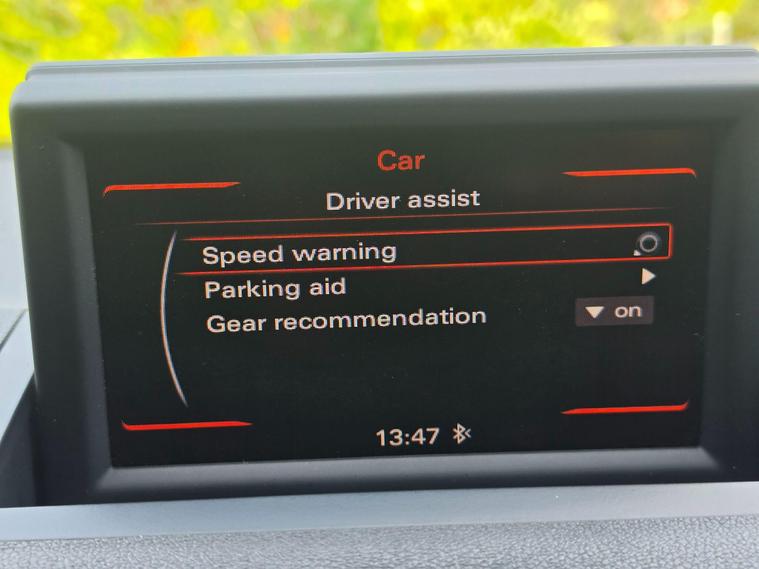 Car
Driver assist
Speed warning
Parking aid
Gear recommendation on
13:47